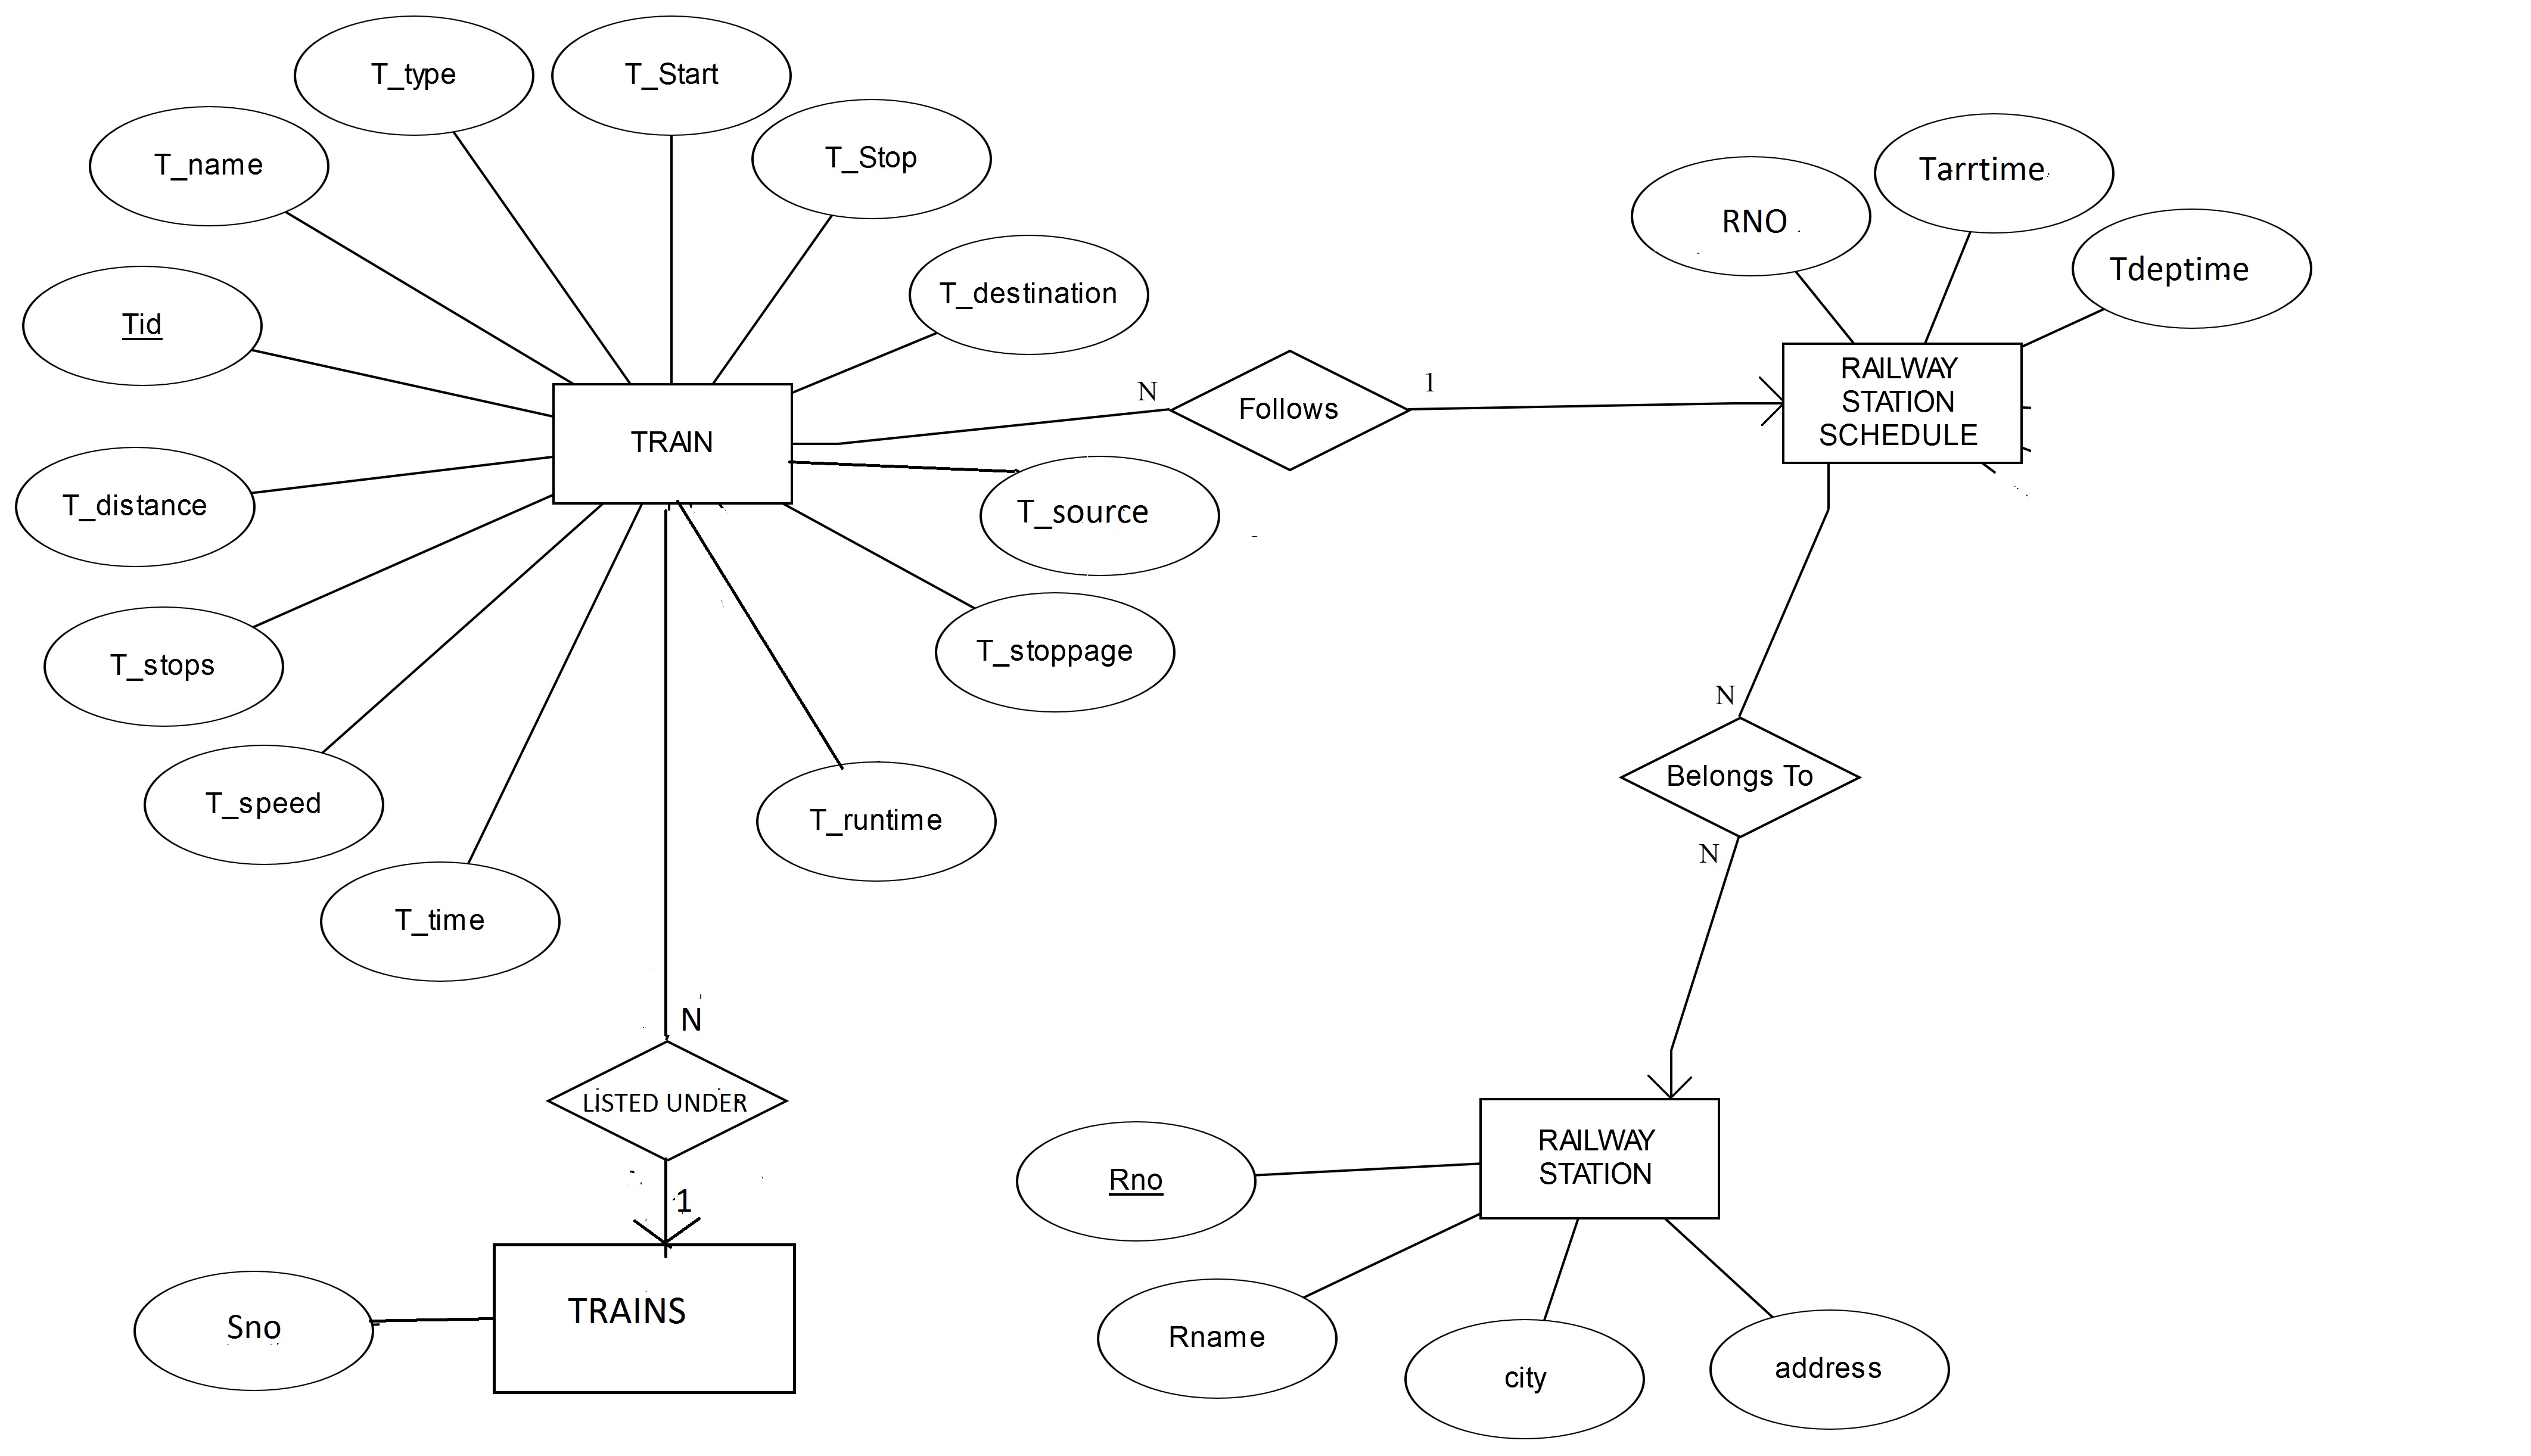 T_type
T_Start
T_Stop
T_name
Tarrtime
RNO
Tdeptime
T_destination
Tid
RAILWAY
STATION
SCHEDULE
N
Follows
1
TRAIN
T_distance
T_source
T_stops
T_stoppage
N
Belongs To
N
T_speed
T_runtime
T_time
N
LISTED UNDER
1
RAILWAY
STATION
Rno
TRAINS
Sno
Rname
city
address